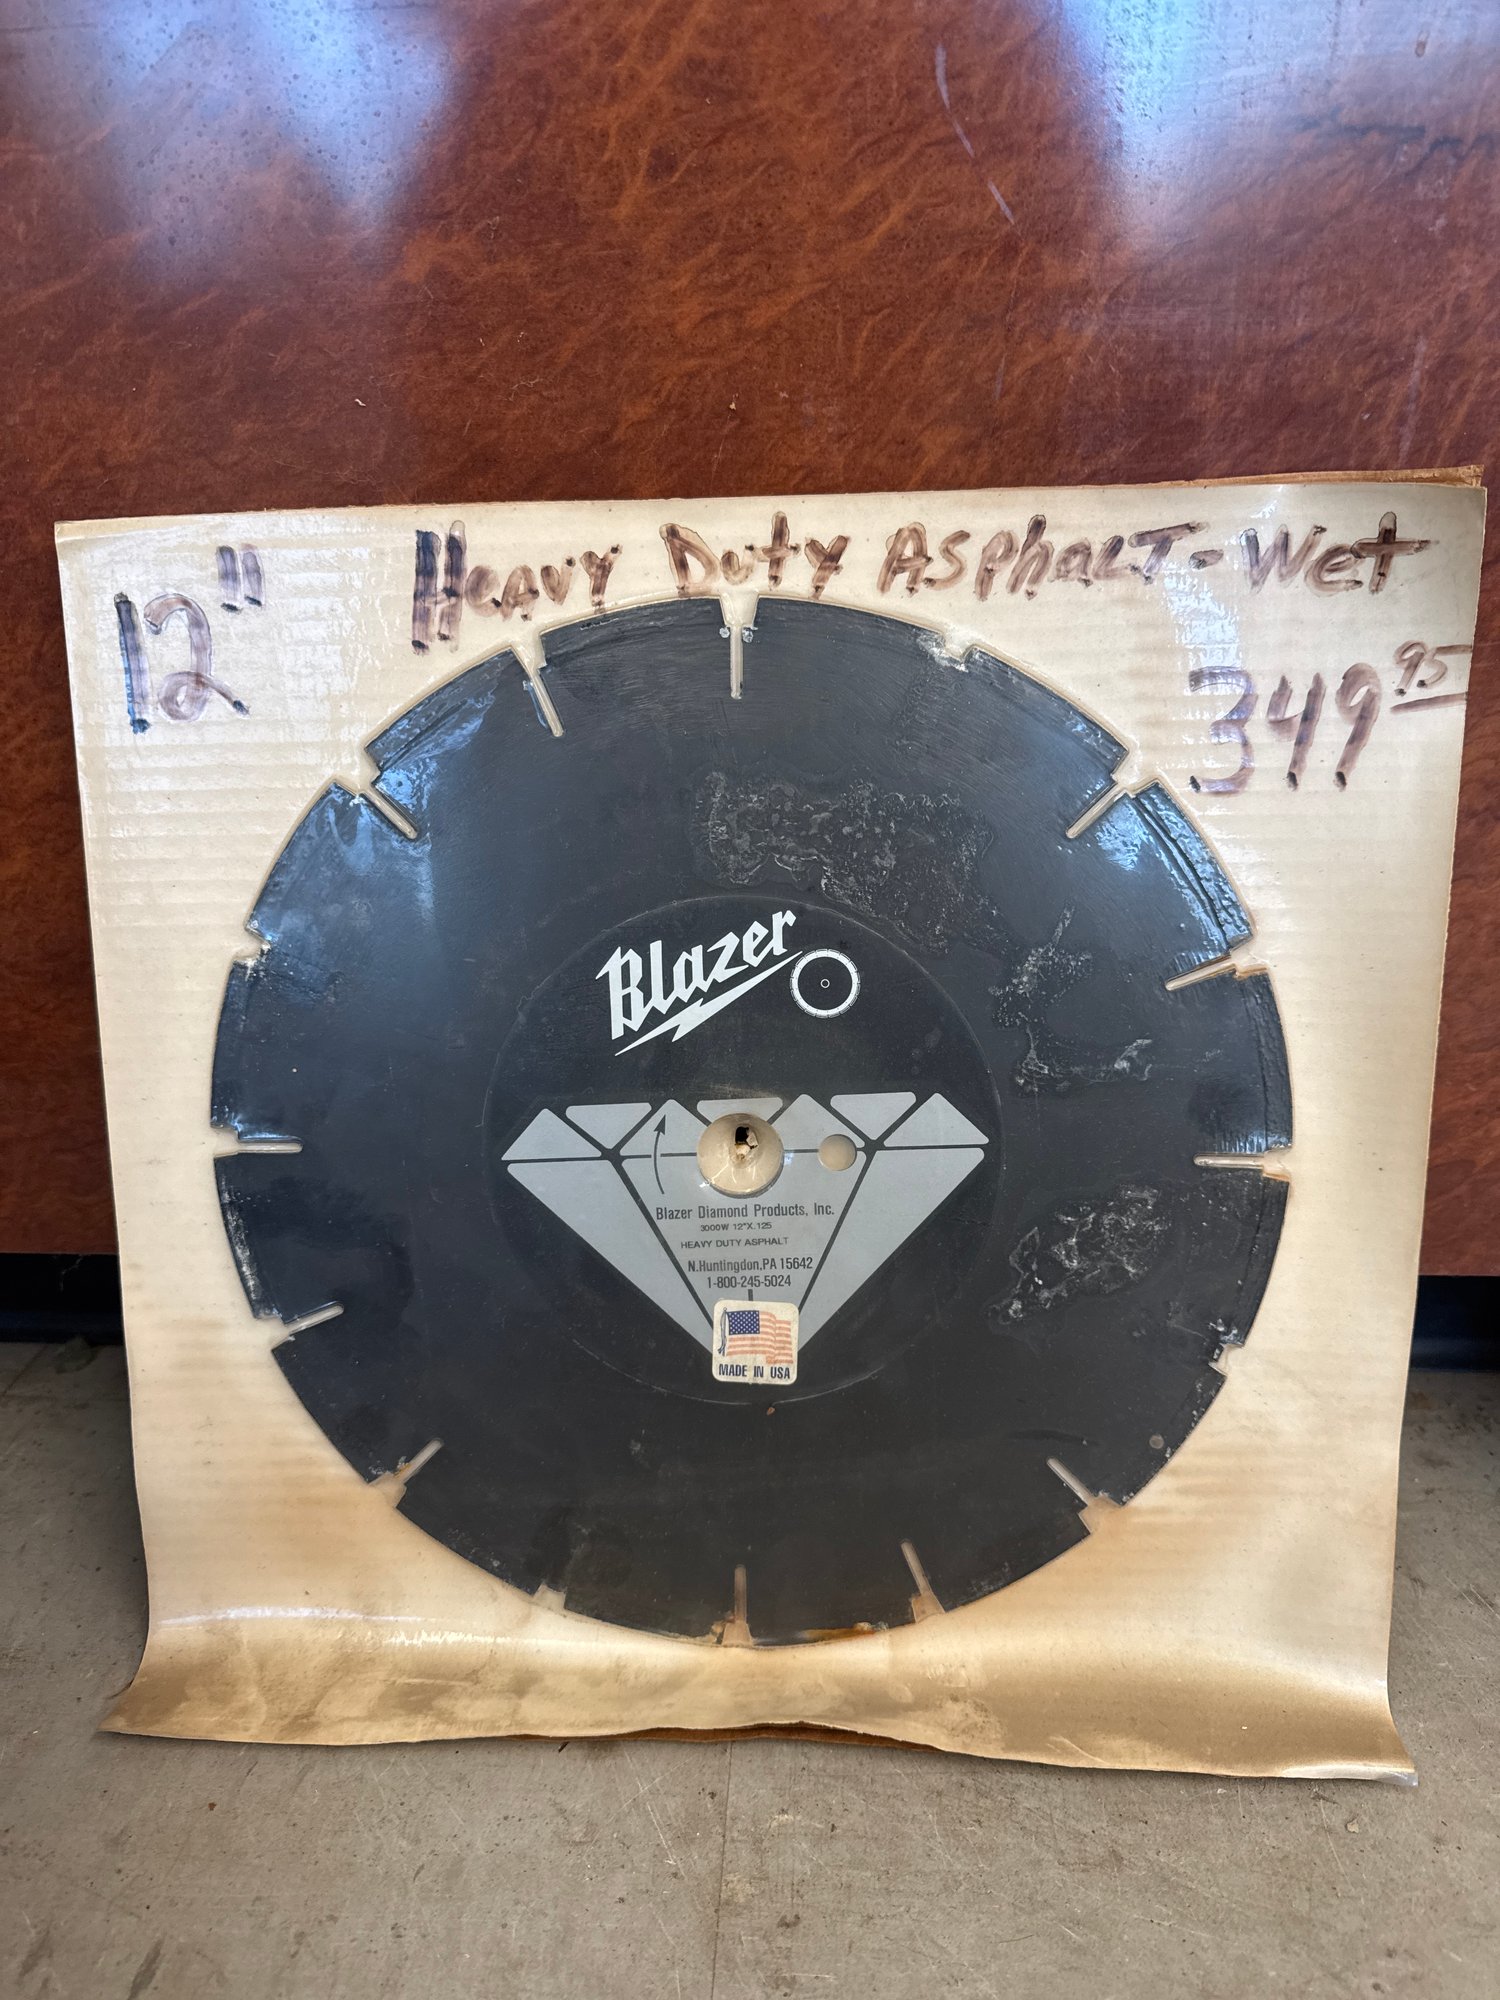 12" Heavy Duty Asphalt-Wet
349.95
Blazer
Blazer Diamond Products, Inc.
3000W 12"X.125
HEAVY DUTY ASPHALT
N.Huntingdon,PA 15642
1-800-245-5024
MADE IN USA